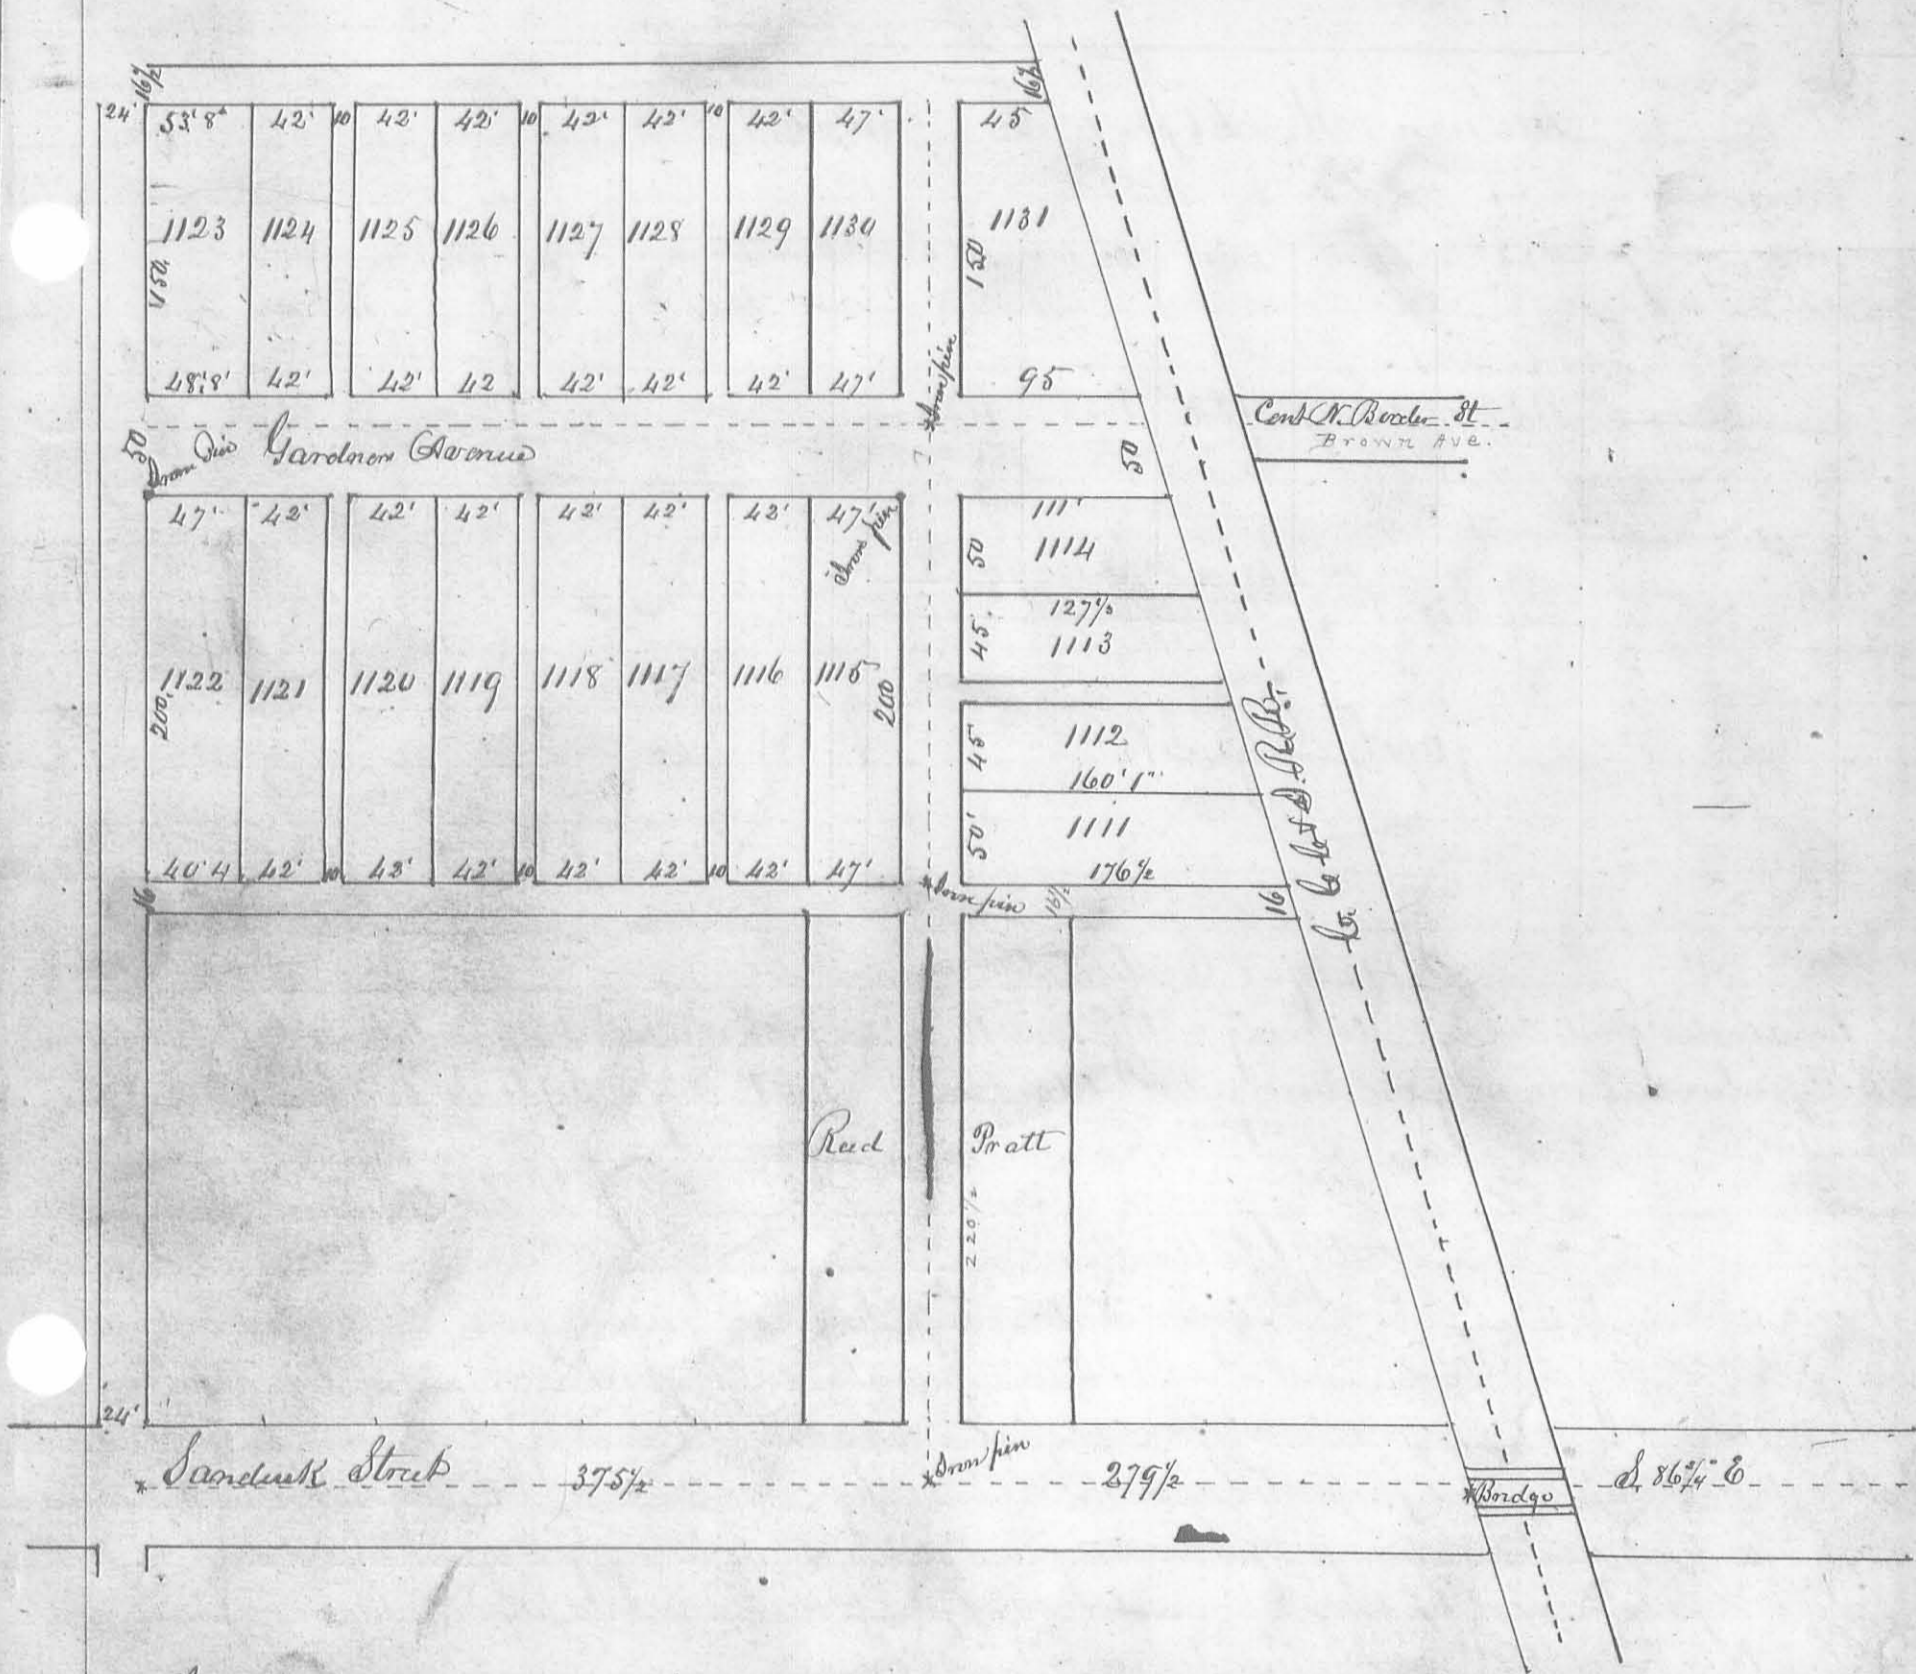 16½ 16½
24' 53'8" 42' 10 42' 42' 10 42' 42' 10 42' 47' 45
1123 1124 1125 1126 1127 1128 1129 1130 1131
150 150
48'8' 42' 42' 42 42' 42' 42' 47' 95
Iron pin
Cent N. Border St
Brown Ave.
50 Iron Pin Gardner Avenue 50
47' 42' 42' 42' 42' 42' 42' 47' 111'
Iron pin 50 1114
127½
45 1113
1122 1121 1120 1119 1118 1117 1116 1115
200 200
45 1112
160'1"
50' 1111
40'4 42' 10 43' 42' 10 42' 42' 10 42' 47' 176½
16 Iron pin 16½ 16
C. C. C & I. R.R.
Reed Pratt
220½
24'
Sandusk Street 375½ Iron pin 279½ Bridge S 86¾° E